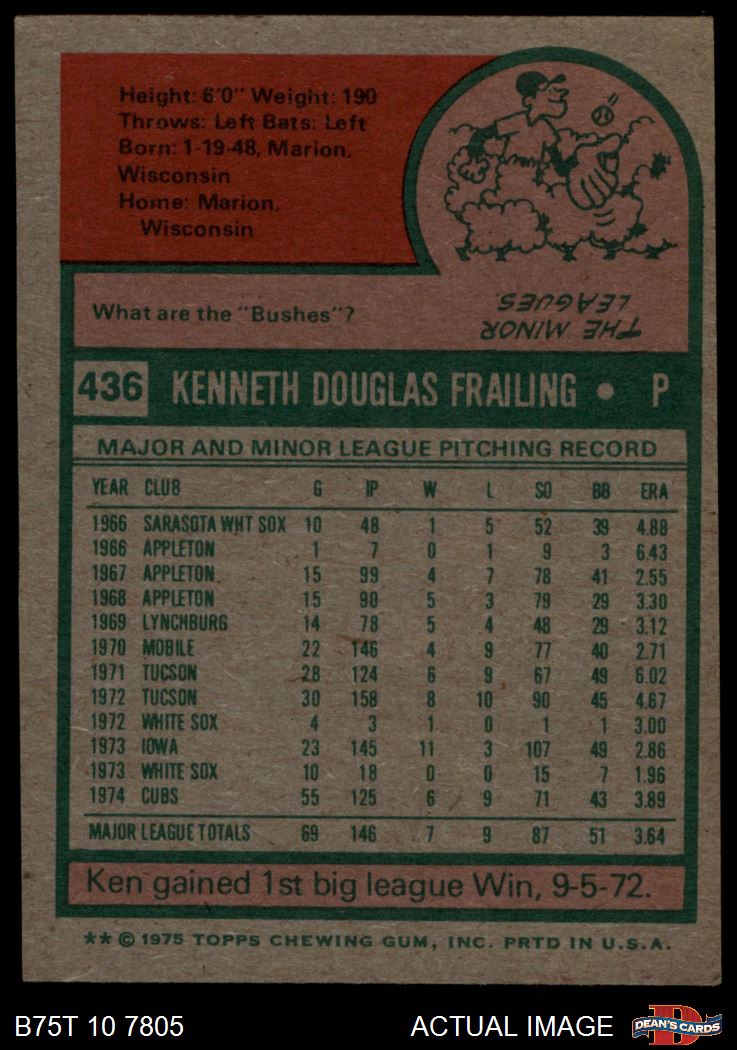 Height: 6'0" Weight: 190
Throws: Left Bats: Left
Born: 1-19-48, Marion,
Wisconsin
Home: Marion,
Wisconsin
What are the "Bushes"?
THE MINOR
LEAGUES.
436 KENNETH DOUGLAS FRAILING • P
MAJOR AND MINOR LEAGUE PITCHING RECORD
YEAR CLUB G IP W L SO BB ERA
1966 SARASOTA WHT SOX 10 48 1 5 52 39 4.88
1966 APPLETON 1 7 0 1 9 3 6.43
1967 APPLETON 15 99 4 7 78 41 2.55
1968 APPLETON 15 90 5 3 79 29 3.30
1969 LYNCHBURG 14 78 5 4 48 29 3.12
1970 MOBILE 22 146 4 9 77 40 2.71
1971 TUCSON 28 124 6 9 67 49 6.02
1972 TUCSON 30 158 8 10 90 45 4.67
1972 WHITE SOX 4 3 1 0 1 1 3.00
1973 IOWA 23 145 11 3 107 49 2.86
1973 WHITE SOX 10 18 0 0 15 7 1.96
1974 CUBS 55 125 6 9 71 43 3.89
MAJOR LEAGUE TOTALS 69 146 7 9 87 51 3.64
Ken gained 1st big league Win, 9-5-72.
** © 1975 TOPPS CHEWING GUM, INC. PRTD IN U.S.A.
B75T 10 7805 ACTUAL IMAGE
D
DEAN'S CARDS